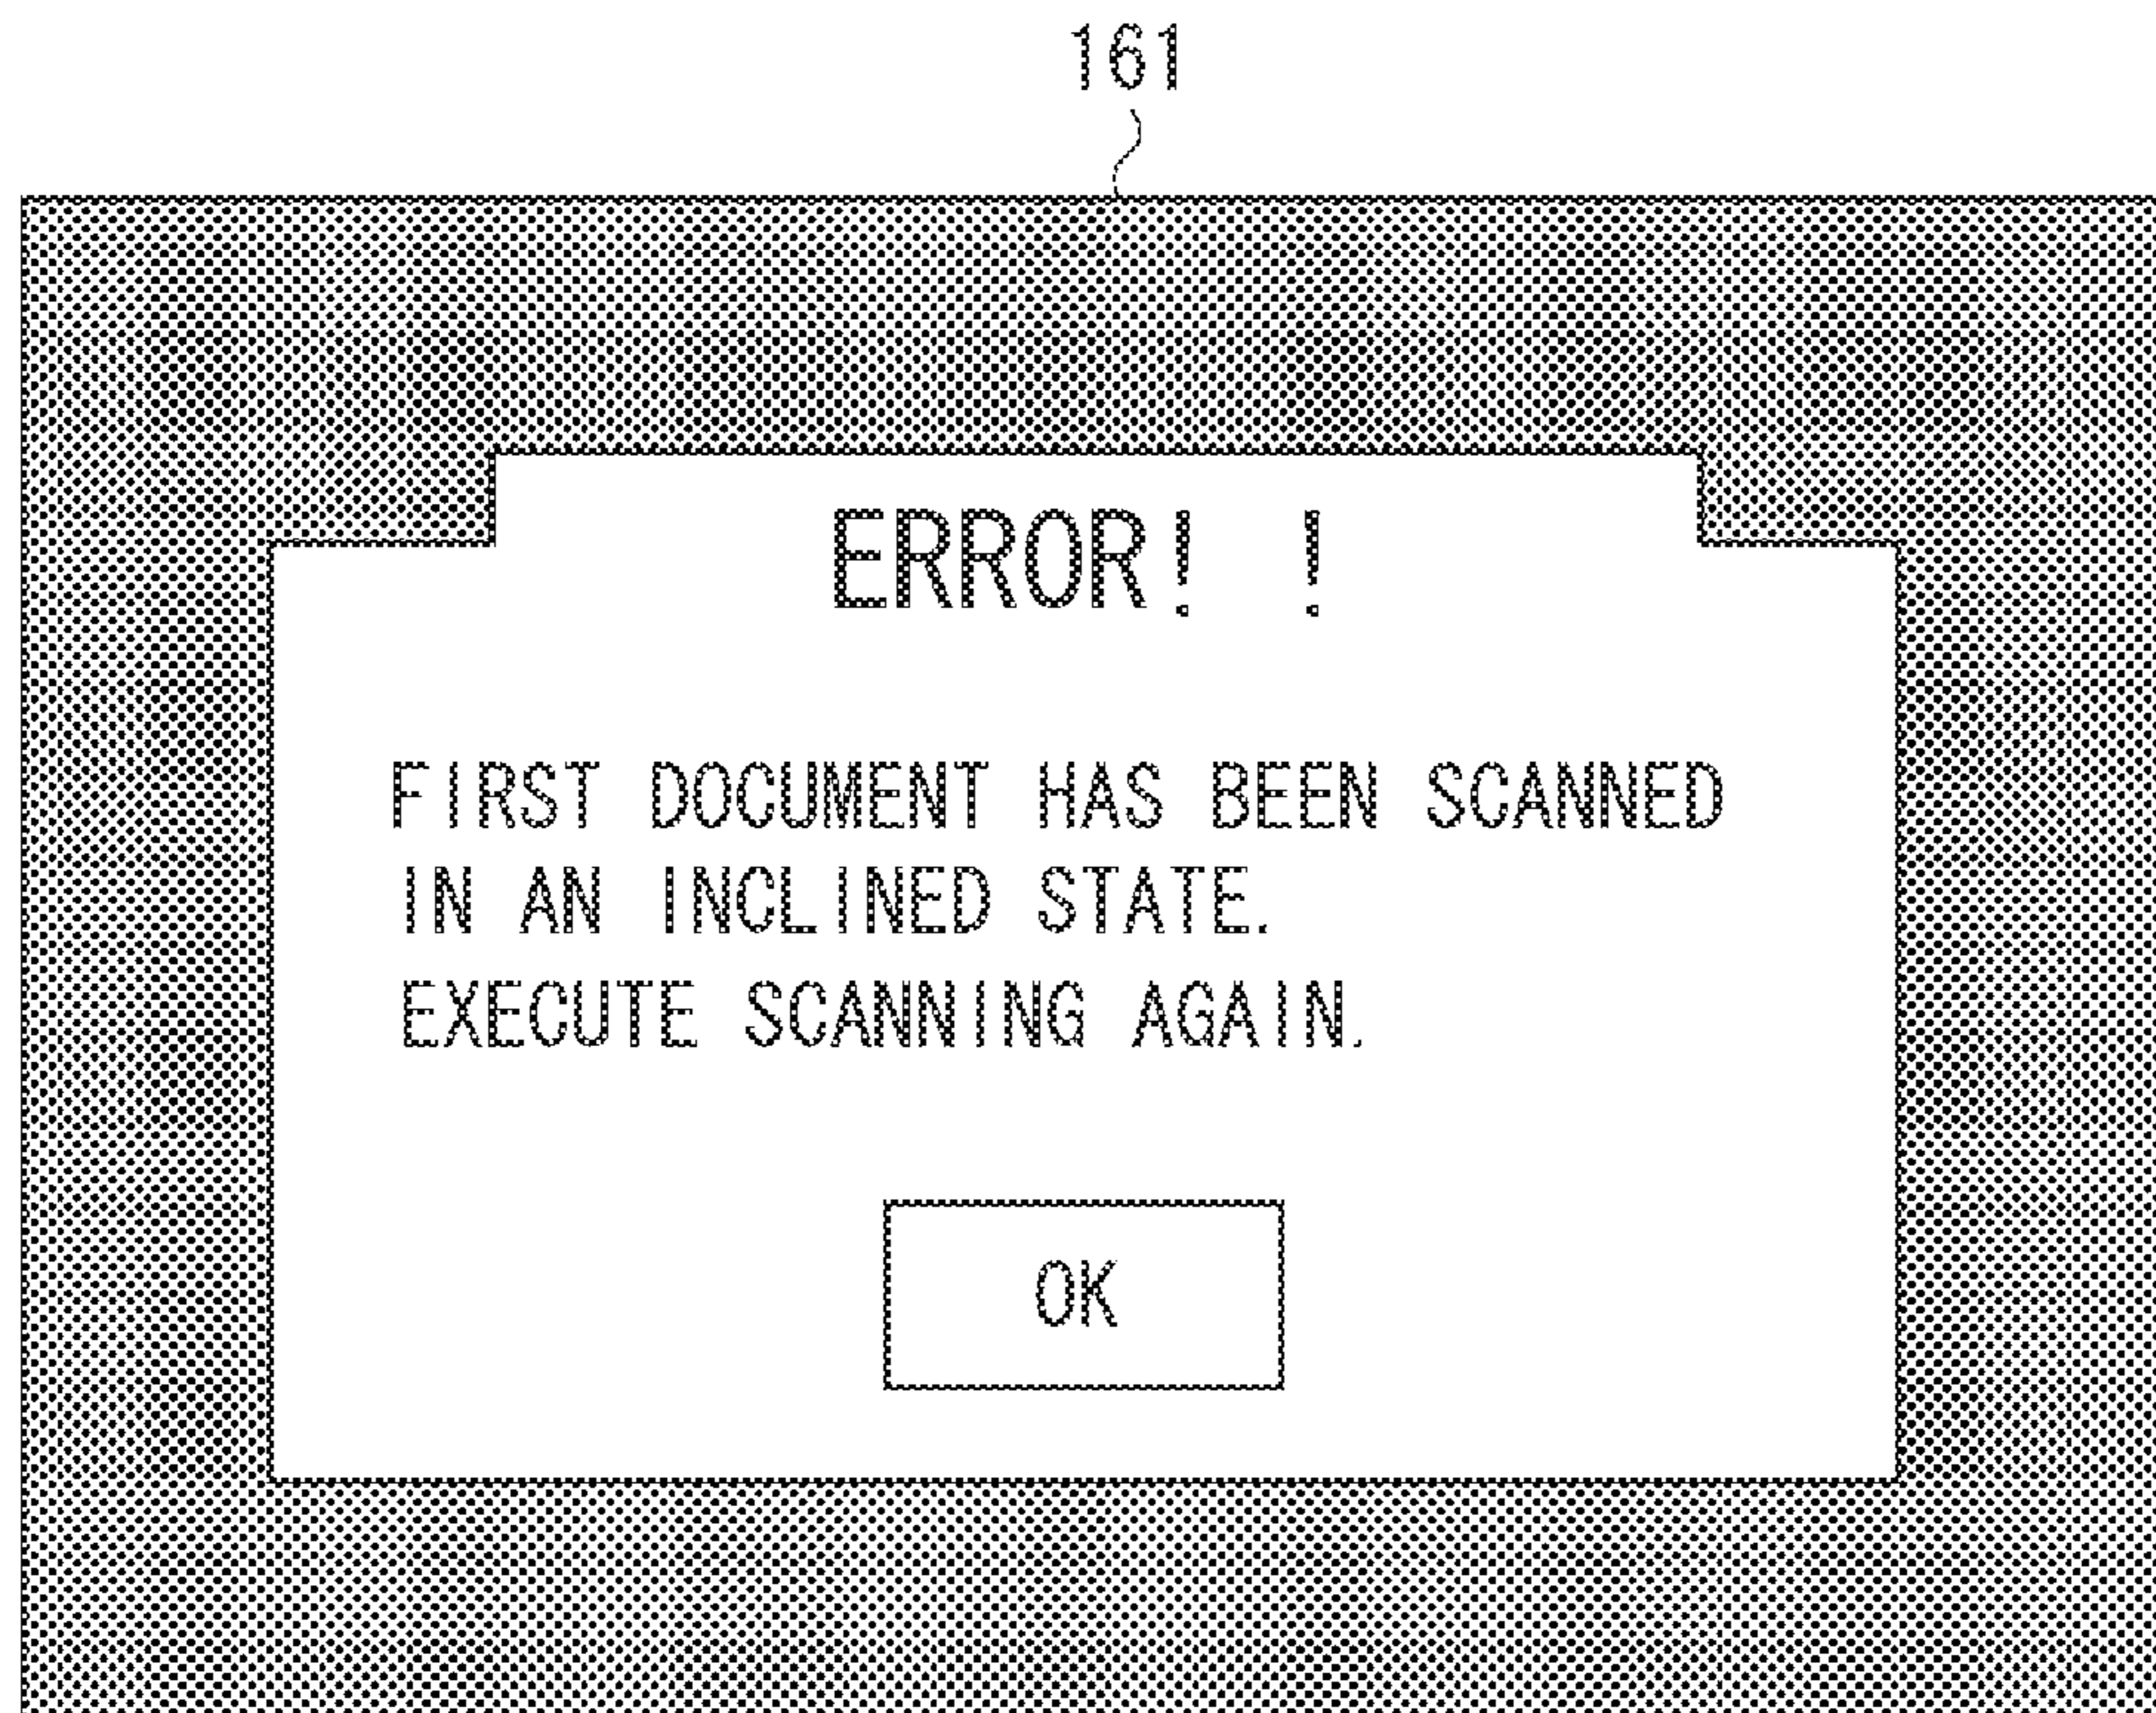 161
ERROR! !
FIRST DOCUMENT HAS BEEN SCANNED
IN AN INCLINED STATE.
EXECUTE SCANNING AGAIN.
OK